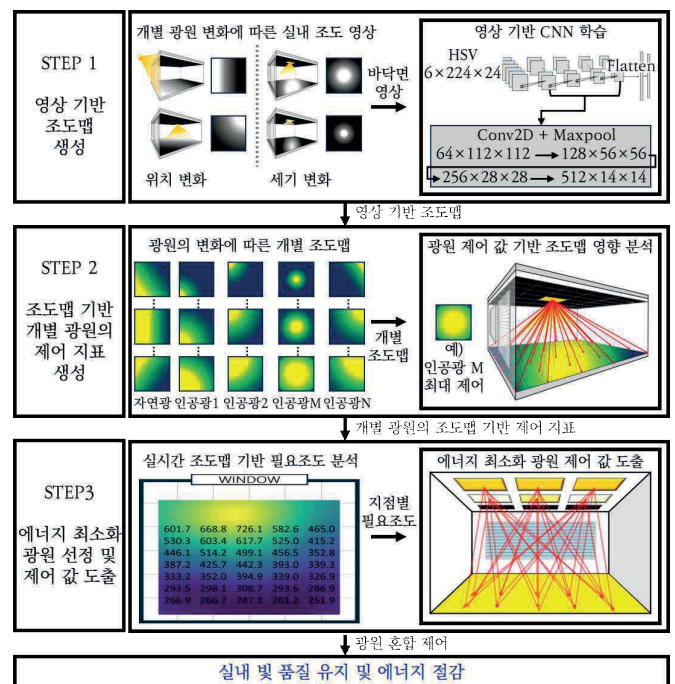 STEP 1
영상 기반
조도맵
생성
개별 광원 변화에 따른 실내 조도 영상
위치 변화
세기 변화
바닥면
영상
영상 기반 CNN 학습
HSV
6×224×24
Flatten
Conv2D + Maxpool
64×112×112 → 128×56×56
256×28×28 → 512×14×14
영상 기반 조도맵
STEP 2
조도맵 기반
개별 광원의
제어 지표
생성
광원의 변화에 따른 개별 조도맵
자연광 인공광1 인공광2 인공광M 인공광N
개별
조도맵
광원 제어 값 기반 조도맵 영향 분석
예)
인공광 M
최대 제어
개별 광원의 조도맵 기반 제어 지표
STEP3
에너지 최소화
광원 선정 및
제어 값 도출
실시간 조도맵 기반 필요조도 분석
WINDOW
601.7 668.8 726.1 582.6 465.0
530.3 603.4 617.7 525.0 415.2
446.1 514.2 499.1 456.5 352.8
387.2 425.7 442.3 393.0 339.3
333.2 352.0 394.9 339.0 326.9
293.5 298.1 308.7 293.6 286.9
266.9 266.7 247.1 261.2 251.9
지점별
필요조도
에너지 최소화 광원 제어 값 도출
광원 혼합 제어
실내 빛 품질 유지 및 에너지 절감